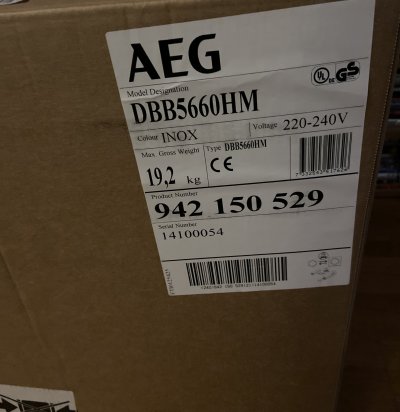 AEG
Model Designation
DBB5660HM
Colour INOX
Voltage 220-240V
Max Gross Weight
19,2 kg
Type DBB5660HM
CE
Product Number
942 150 529
Serial Number
14100054